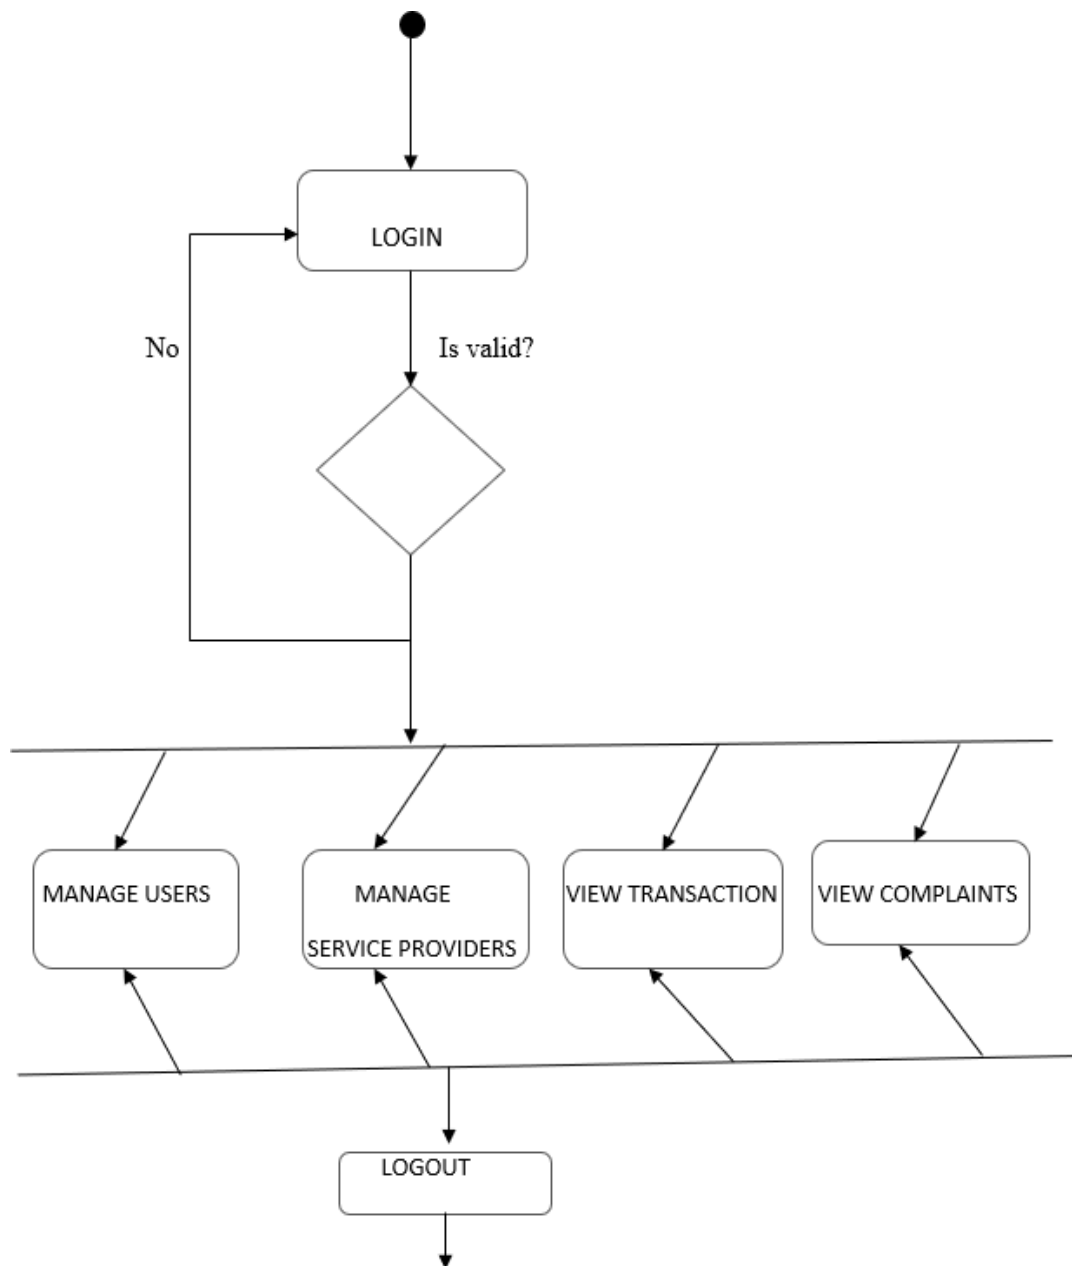 LOGIN
No
Is valid?
MANAGE USERS
MANAGE
SERVICE PROVIDERS
VIEW TRANSACTION
VIEW COMPLAINTS
LOGOUT